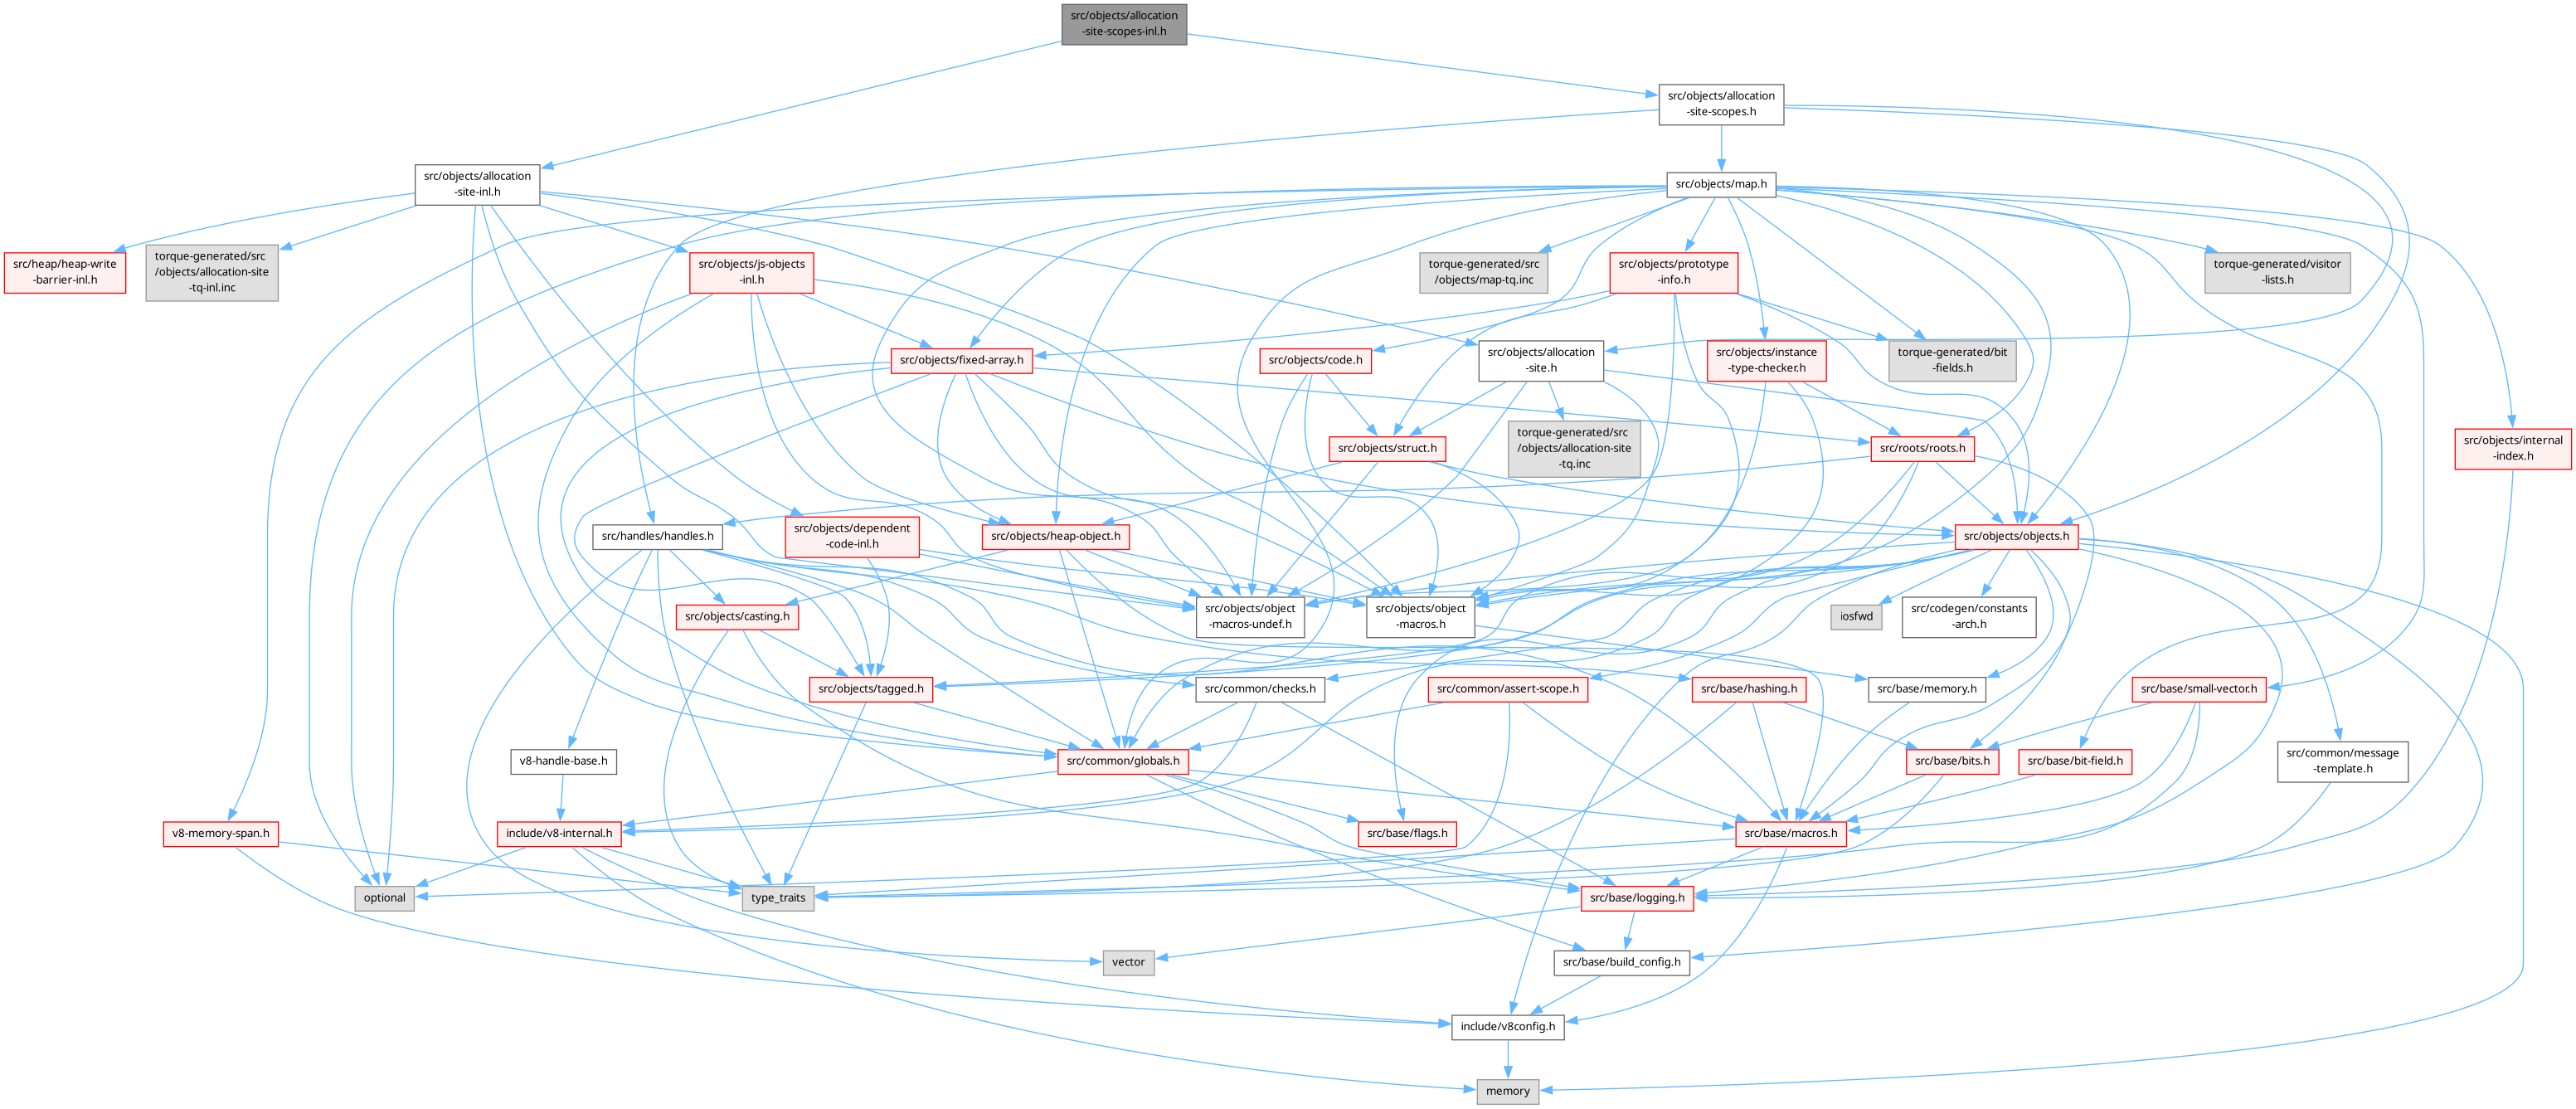 src/objects/allocation
-site-scopes-inl.h
src/objects/allocation
-site-scopes.h
src/objects/allocation
-site-inl.h
src/objects/map.h
src/heap/heap-write
-barrier-inl.h
torque-generated/src
/objects/allocation-site
-tq-inl.inc
src/objects/js-objects
-inl.h
torque-generated/src
/objects/map-tq.inc
src/objects/prototype
-info.h
torque-generated/visitor
-lists.h
src/objects/fixed-array.h
src/objects/code.h
src/objects/allocation
-site.h
src/objects/instance
-type-checker.h
torque-generated/bit
-fields.h
src/objects/struct.h
torque-generated/src
/objects/allocation-site
-tq.inc
src/roots/roots.h
src/objects/internal
-index.h
src/handles/handles.h
src/objects/dependent
-code-inl.h
src/objects/heap-object.h
src/objects/objects.h
src/objects/casting.h
src/objects/object
-macros-undef.h
src/objects/object
-macros.h
iosfwd
src/codegen/constants
-arch.h
src/objects/tagged.h
src/common/checks.h
src/common/assert-scope.h
src/base/hashing.h
src/base/memory.h
src/base/small-vector.h
v8-handle-base.h
src/common/globals.h
src/base/bits.h
src/base/bit-field.h
src/common/message
-template.h
v8-memory-span.h
include/v8-internal.h
src/base/flags.h
src/base/macros.h
optional
type_traits
src/base/logging.h
vector
src/base/build_config.h
include/v8config.h
memory